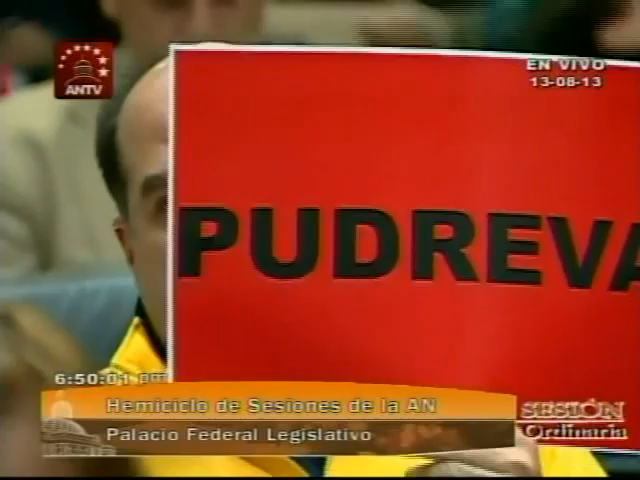 ANTV
EN VIVO
13-08-13
PUDREVA
6:50:01 pm
Hemiciclo de Sesiones de la AN
Palacio Federal Legislativo
SESIÓN
Ordinaria